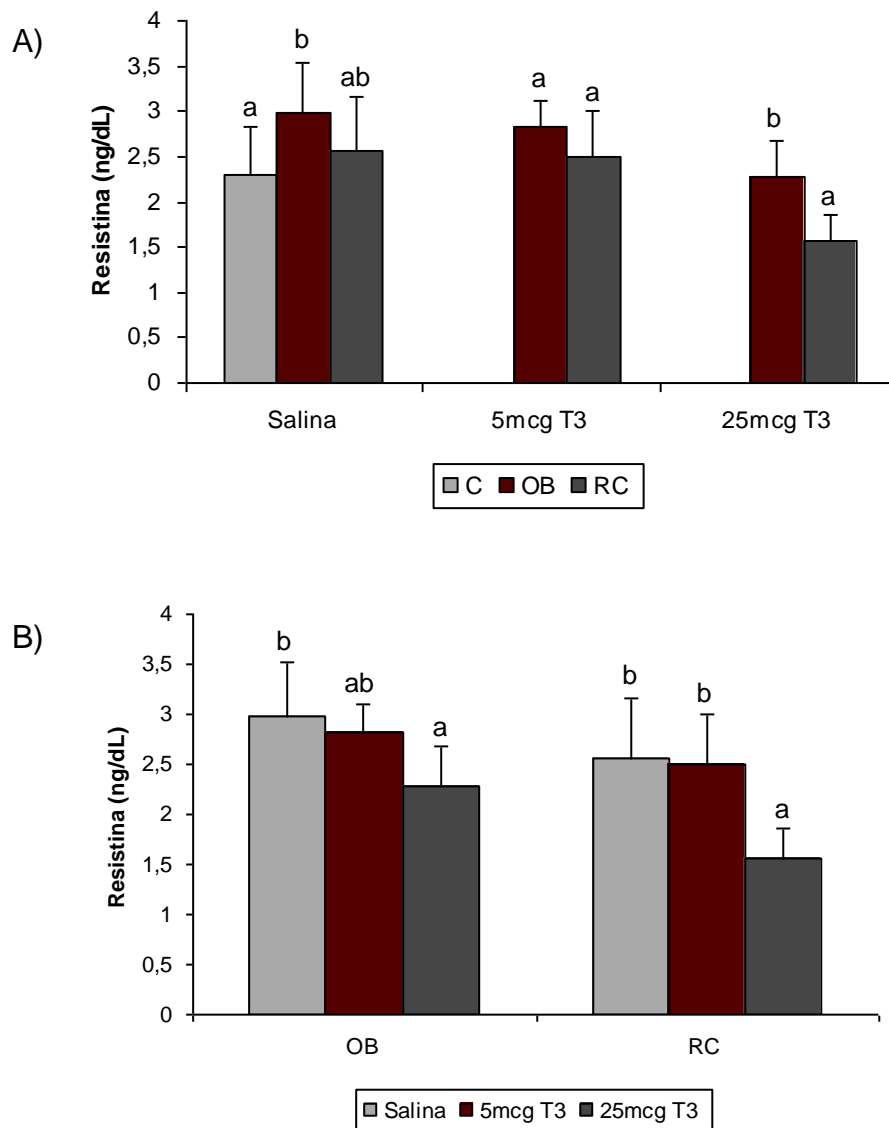 A)
Resistina (ng/dL)
4
3,5
3
2,5
2
1,5
1
0,5
0
a
b
ab
a
a
b
a
Salina
5mcg T3
25mcg T3
C OB RC
B)
Resistina (ng/dL)
4
3,5
3
2,5
2
1,5
1
0,5
0
b
ab
a
b
b
a
OB
RC
Salina 5mcg T3 25mcg T3